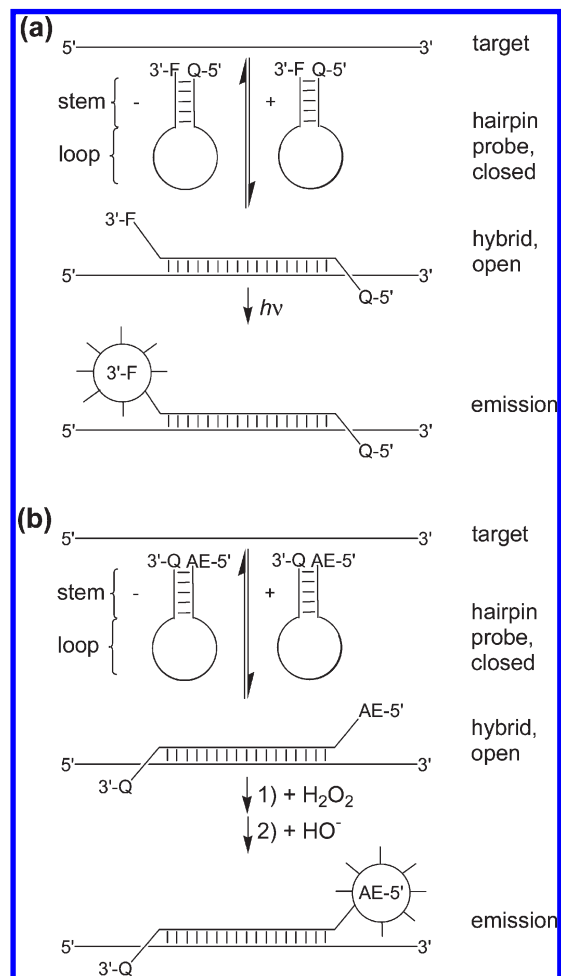 (a)
5' 3' target
3'-F Q-5' 3'-F Q-5'
stem - +
loop
hairpin
probe,
closed
3'-F
hybrid,
open
5' 3'
Q-5'
hν
3'-F
emission
5' 3'
Q-5'
(b)
5' 3' target
3'-Q AE-5' 3'-Q AE-5'
stem - +
loop
hairpin
probe,
closed
AE-5'
hybrid,
open
5' 3'
3'-Q
1) + H₂O₂
2) + HO⁻
AE-5'
emission
5' 3'
3'-Q